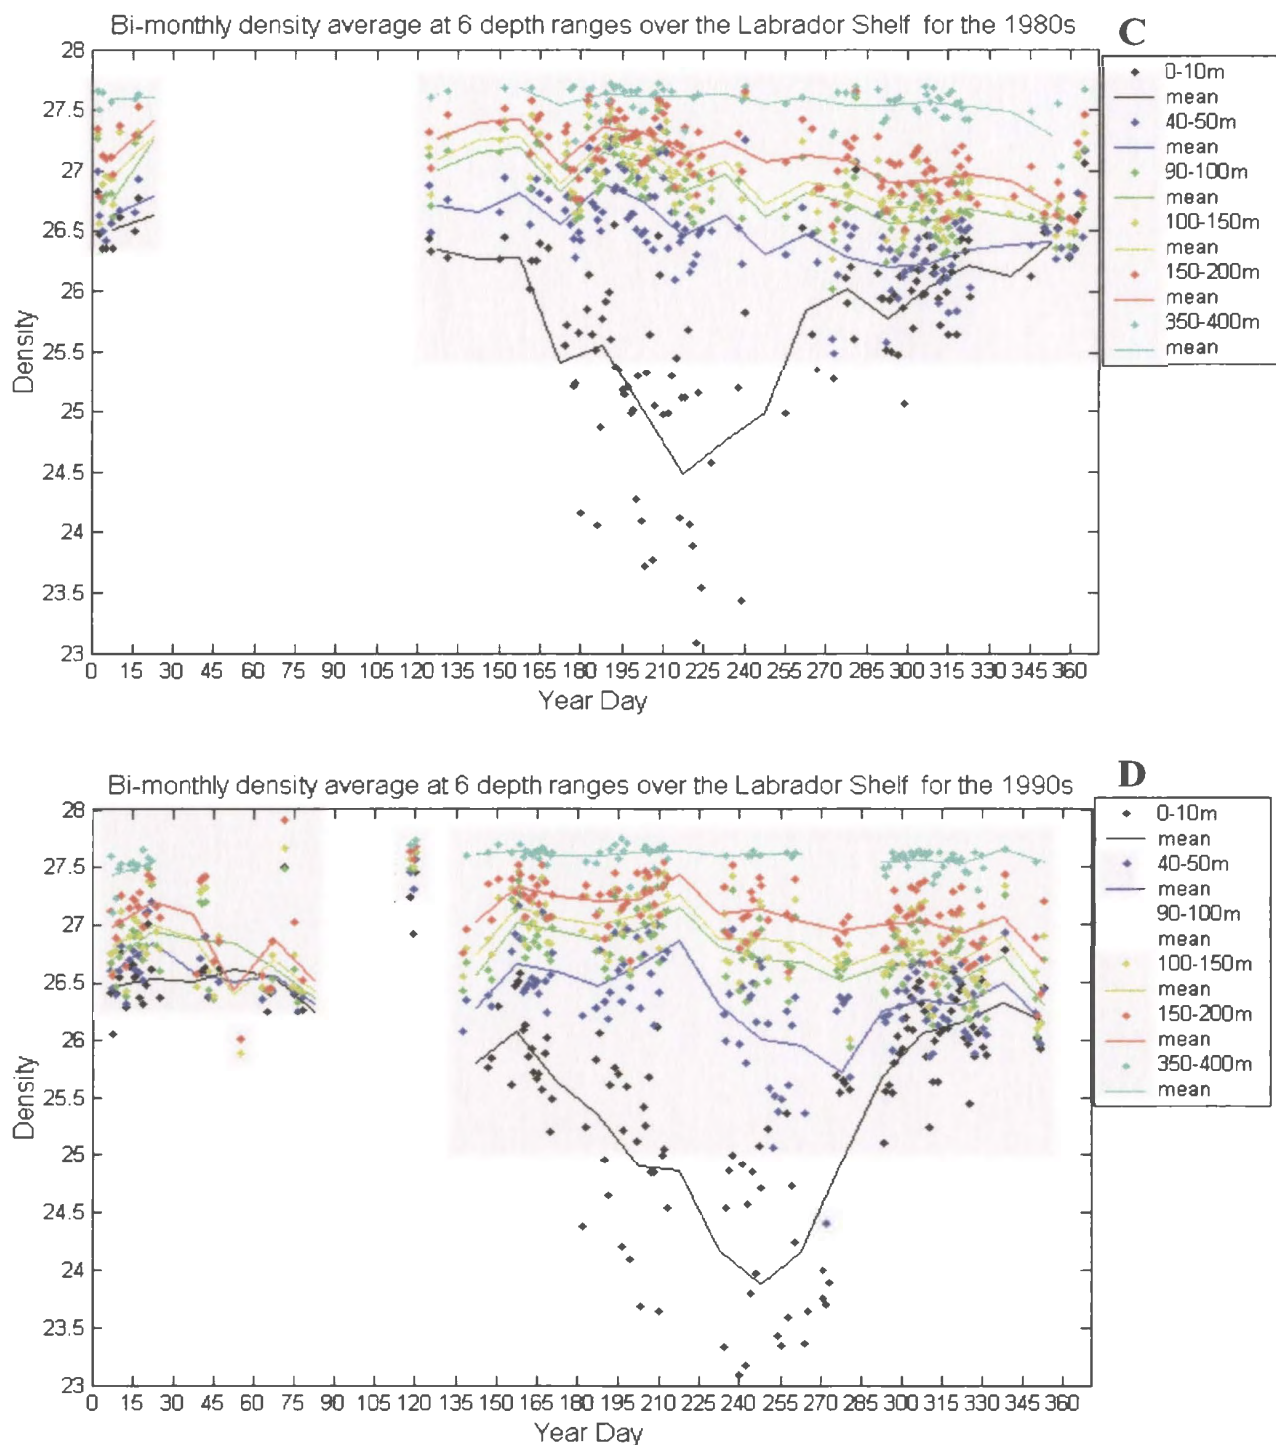 Bi-monthly density average at 6 depth ranges over the Labrador Shelf for the 1980s
C
28
27.5
27
26.5
26
25.5
25
24.5
24
23.5
23
Density
0 15 30 45 60 75 90 105 120 135 150 165 180 195 210 225 240 255 270 285 300 315 330 345 360
Year Day
0-10m
mean
40-50m
mean
90-100m
mean
100-150m
mean
150-200m
mean
350-400m
mean
Bi-monthly density average at 6 depth ranges over the Labrador Shelf for the 1990s
D
28
27.5
27
26.5
26
25.5
25
24.5
24
23.5
23
Density
0 15 30 45 60 75 90 105 120 135 150 165 180 195 210 225 240 255 270 285 300 315 330 345 360
Year Day
0-10m
mean
40-50m
mean
90-100m
mean
100-150m
mean
150-200m
mean
350-400m
mean